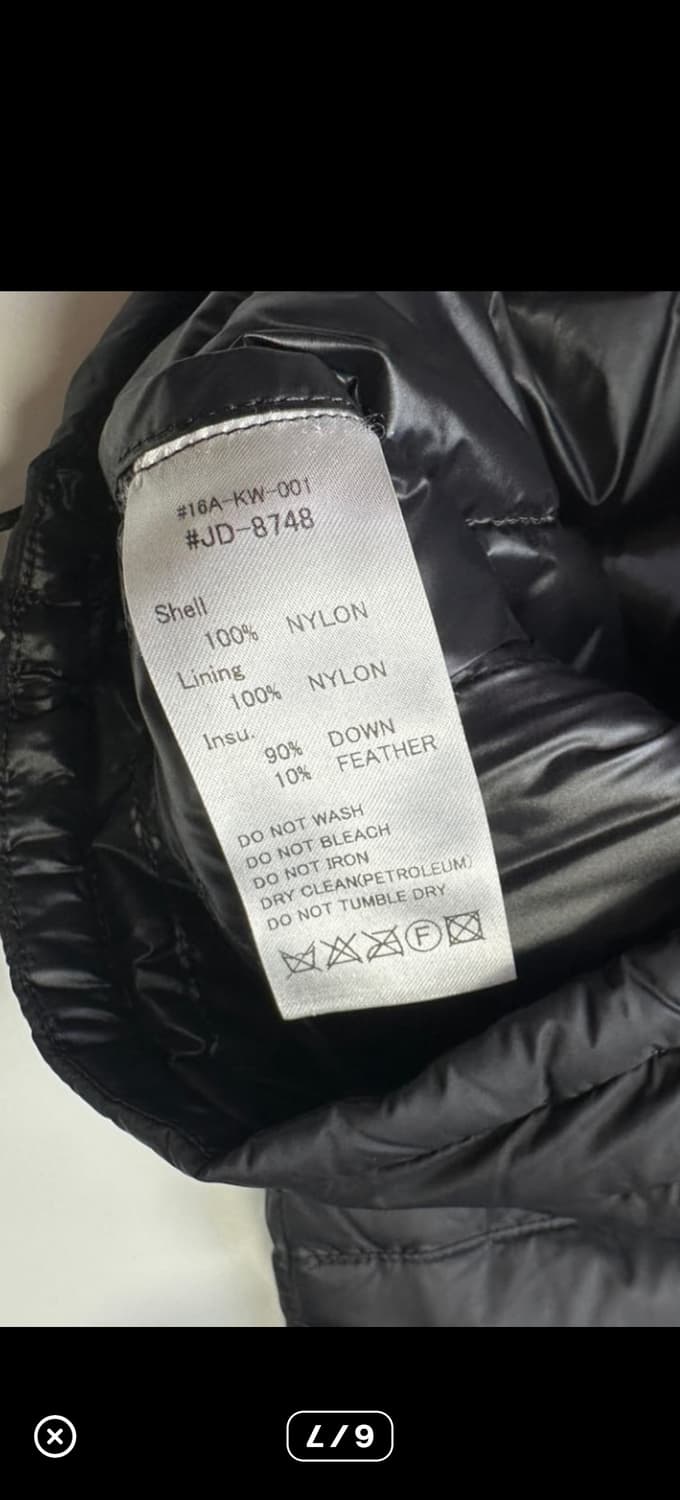 #16A-KW-001
#JD-8748
Shell
100% NYLON
Lining
100% NYLON
Insu.
90% DOWN
10% FEATHER
DO NOT WASH
DO NOT BLEACH
DO NOT IRON
DRY CLEAN(PETROLEUM)
DO NOT TUMBLE DRY
F
6/7